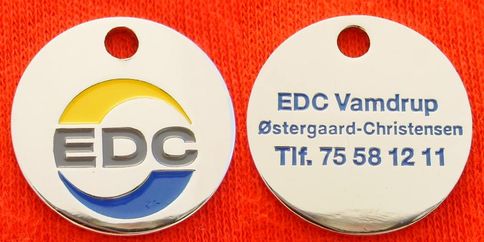 EDC
EDC Vamdrup
Østergaard-Christensen
Tlf. 75 58 12 11